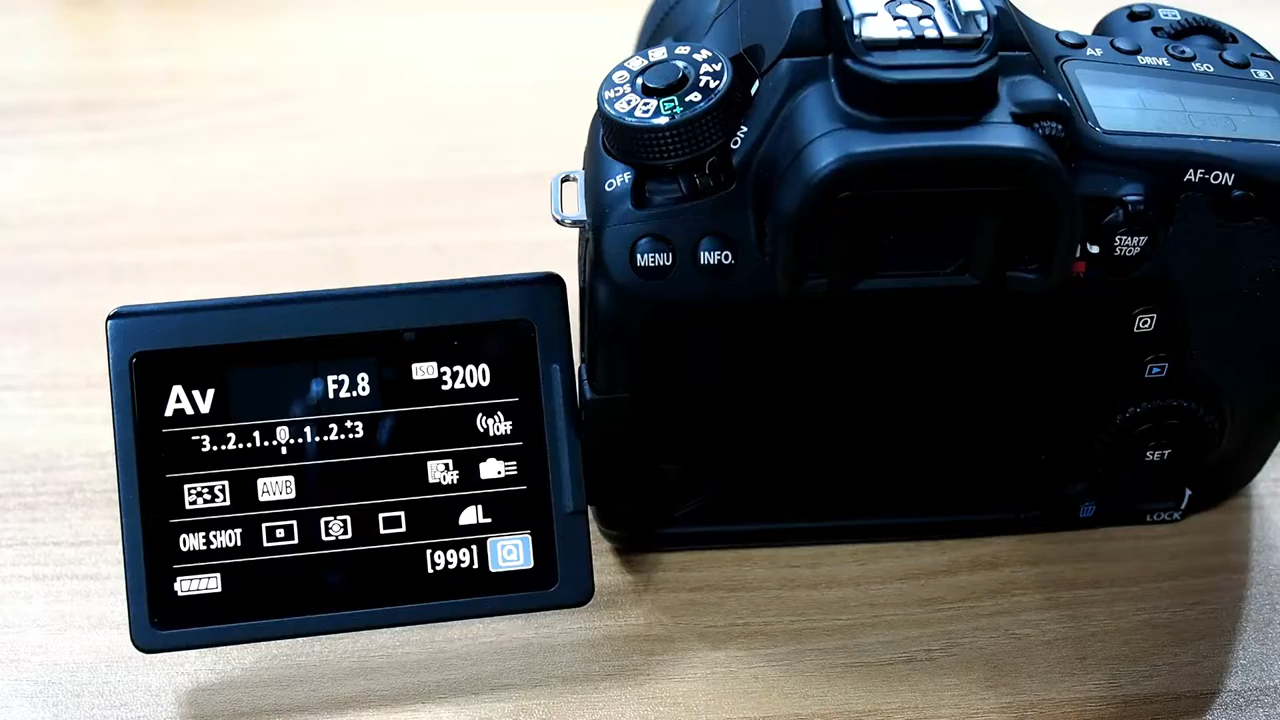 B M Av Tv P A+ SCN
ON
OFF
MENU INFO.
AF DRIVE ISO
AF-ON
START/
STOP
Q
SET
LOCK
Av F2.8 ISO 3200
-3..2..1..0..1..2.+3 OFF
S AWB OFF
ONE SHOT L
[999] Q